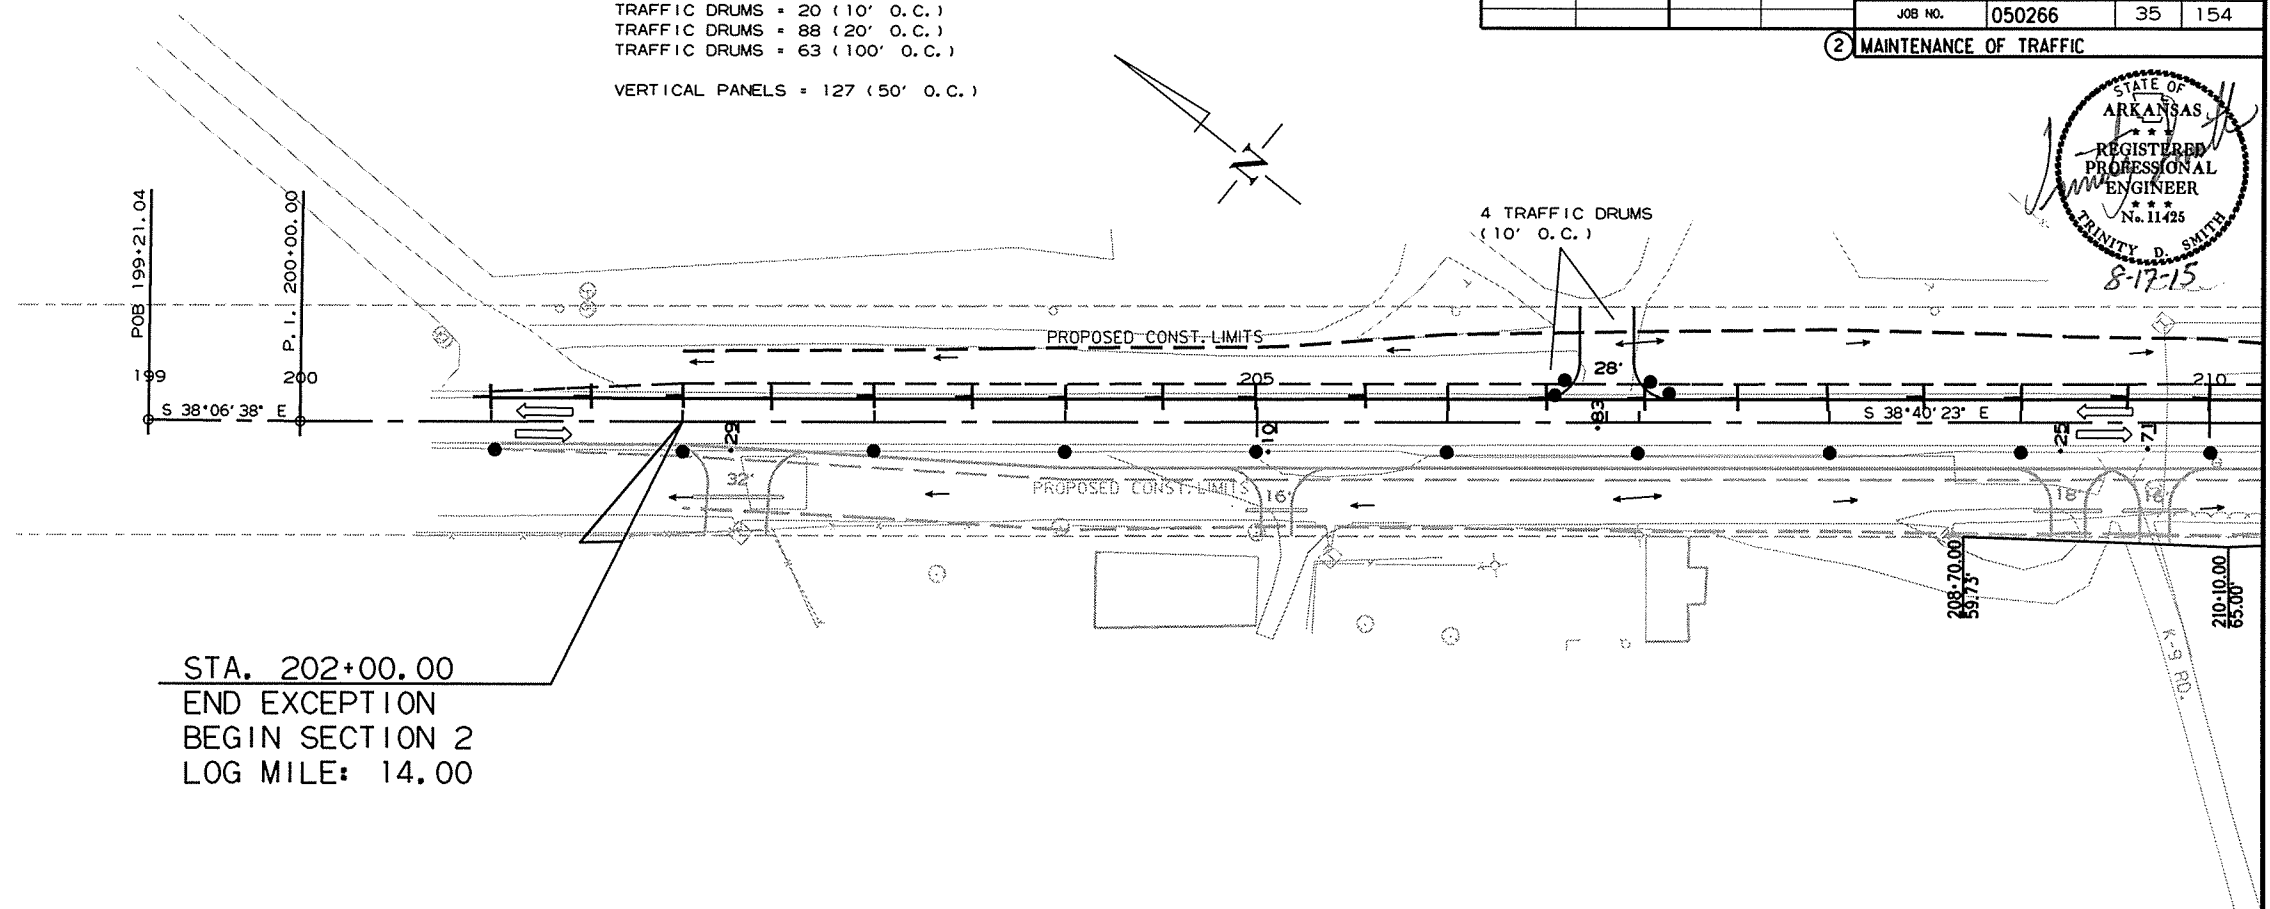 TRAFFIC DRUMS = 20 (10' O.C.)
TRAFFIC DRUMS = 88 (20' O.C.)
TRAFFIC DRUMS = 63 (100' O.C.)
VERTICAL PANELS = 127 (50' O.C.)
JOB NO. 050266 35 154
2 MAINTENANCE OF TRAFFIC
STATE OF
ARKANSAS
★ ★ ★
REGISTERED
PROFESSIONAL
ENGINEER
★ ★ ★
No. 11425
TRINITY D. SMITH
8-17-15
N
4 TRAFFIC DRUMS
(10' O.C.)
POB 199+21.04
P.I. 200+00.00
PROPOSED CONST. LIMITS
199
200
205
28'
210
S 38°06'38" E
S 38°40'23" E
.29
.10
.83
.25
.71
32'
PROPOSED CONST. LIMITS
16'
18'
208+70.00
59.73'
210+10.00
65.00'
K-9 RD.
STA. 202+00.00
END EXCEPTION
BEGIN SECTION 2
LOG MILE: 14.00